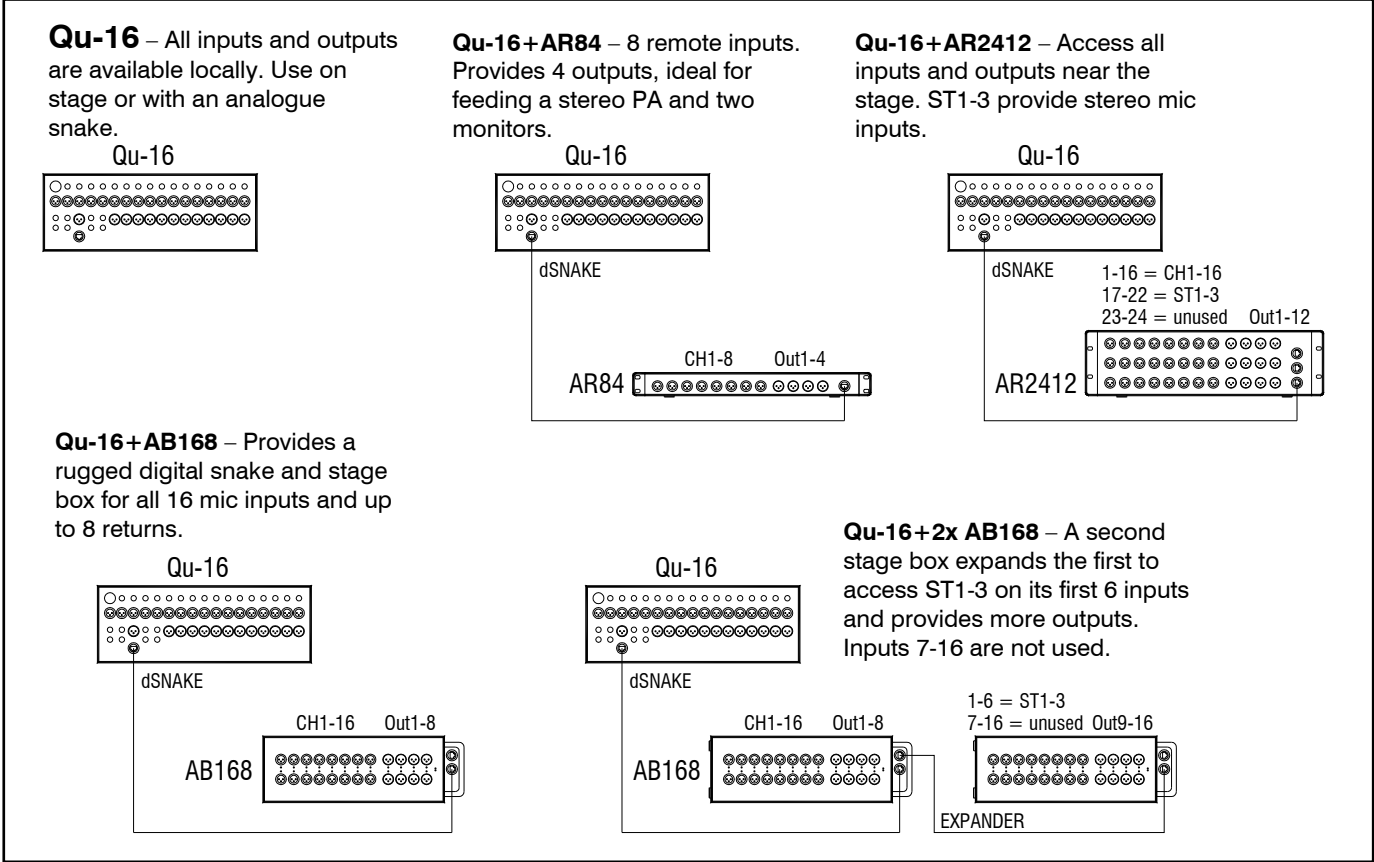 Qu-16 – All inputs and outputs
are available locally. Use on
stage or with an analogue
snake.
Qu-16
Qu-16+AR84 – 8 remote inputs.
Provides 4 outputs, ideal for
feeding a stereo PA and two
monitors.
Qu-16
dSNAKE
CH1-8 Out1-4
AR84
Qu-16+AR2412 – Access all
inputs and outputs near the
stage. ST1-3 provide stereo mic
inputs.
Qu-16
dSNAKE
1-16 = CH1-16
17-22 = ST1-3
23-24 = unused Out1-12
AR2412
Qu-16+AB168 – Provides a
rugged digital snake and stage
box for all 16 mic inputs and up
to 8 returns.
Qu-16
dSNAKE
CH1-16 Out1-8
AB168
Qu-16+2x AB168 – A second
stage box expands the first to
access ST1-3 on its first 6 inputs
and provides more outputs.
Inputs 7-16 are not used.
Qu-16
dSNAKE
CH1-16 Out1-8
AB168
1-6 = ST1-3
7-16 = unused Out9-16
EXPANDER